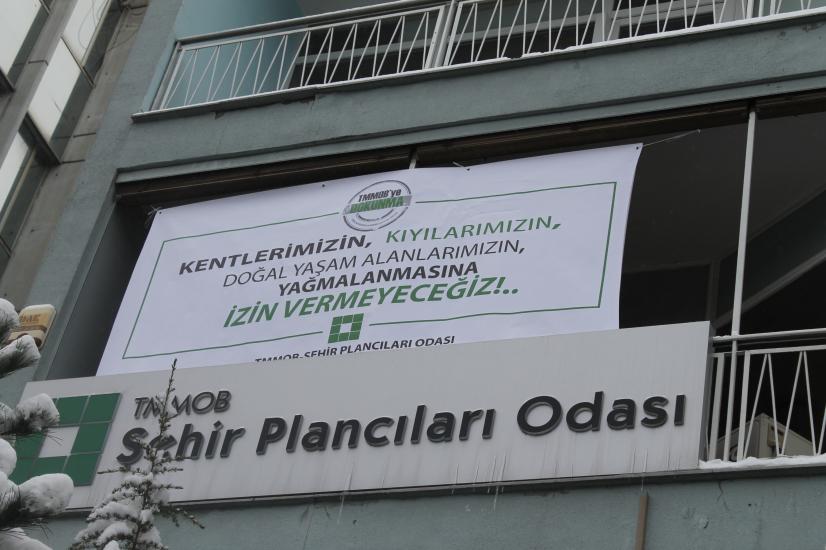 TMMOB'ye
DOKUNMA
KENTLERİMİZİN, KIYILARIMIZIN,
DOĞAL YAŞAM ALANLARIMIZIN,
YAĞMALANMASINA
İZİN VERMEYECEĞİZ!..
TMMOB-ŞEHİR PLANCILARI ODASI
TMMOB
Şehir Plancıları Odası